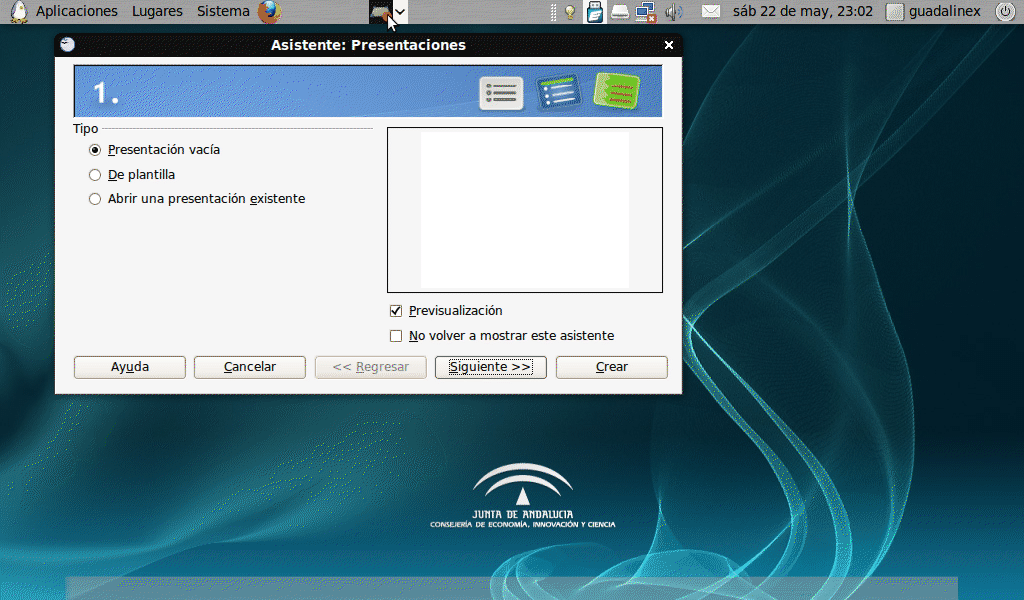 Aplicaciones Lugares Sistema sáb 22 de may, 23:02 guadalinex
Asistente: Presentaciones
1.
Tipo
Presentación vacía
De plantilla
Abrir una presentación existente
Previsualización
No volver a mostrar este asistente
Ayuda Cancelar << Regresar Siguiente >> Crear
JUNTA DE ANDALUCIA
CONSEJERÍA DE ECONOMÍA, INNOVACIÓN Y CIENCIA